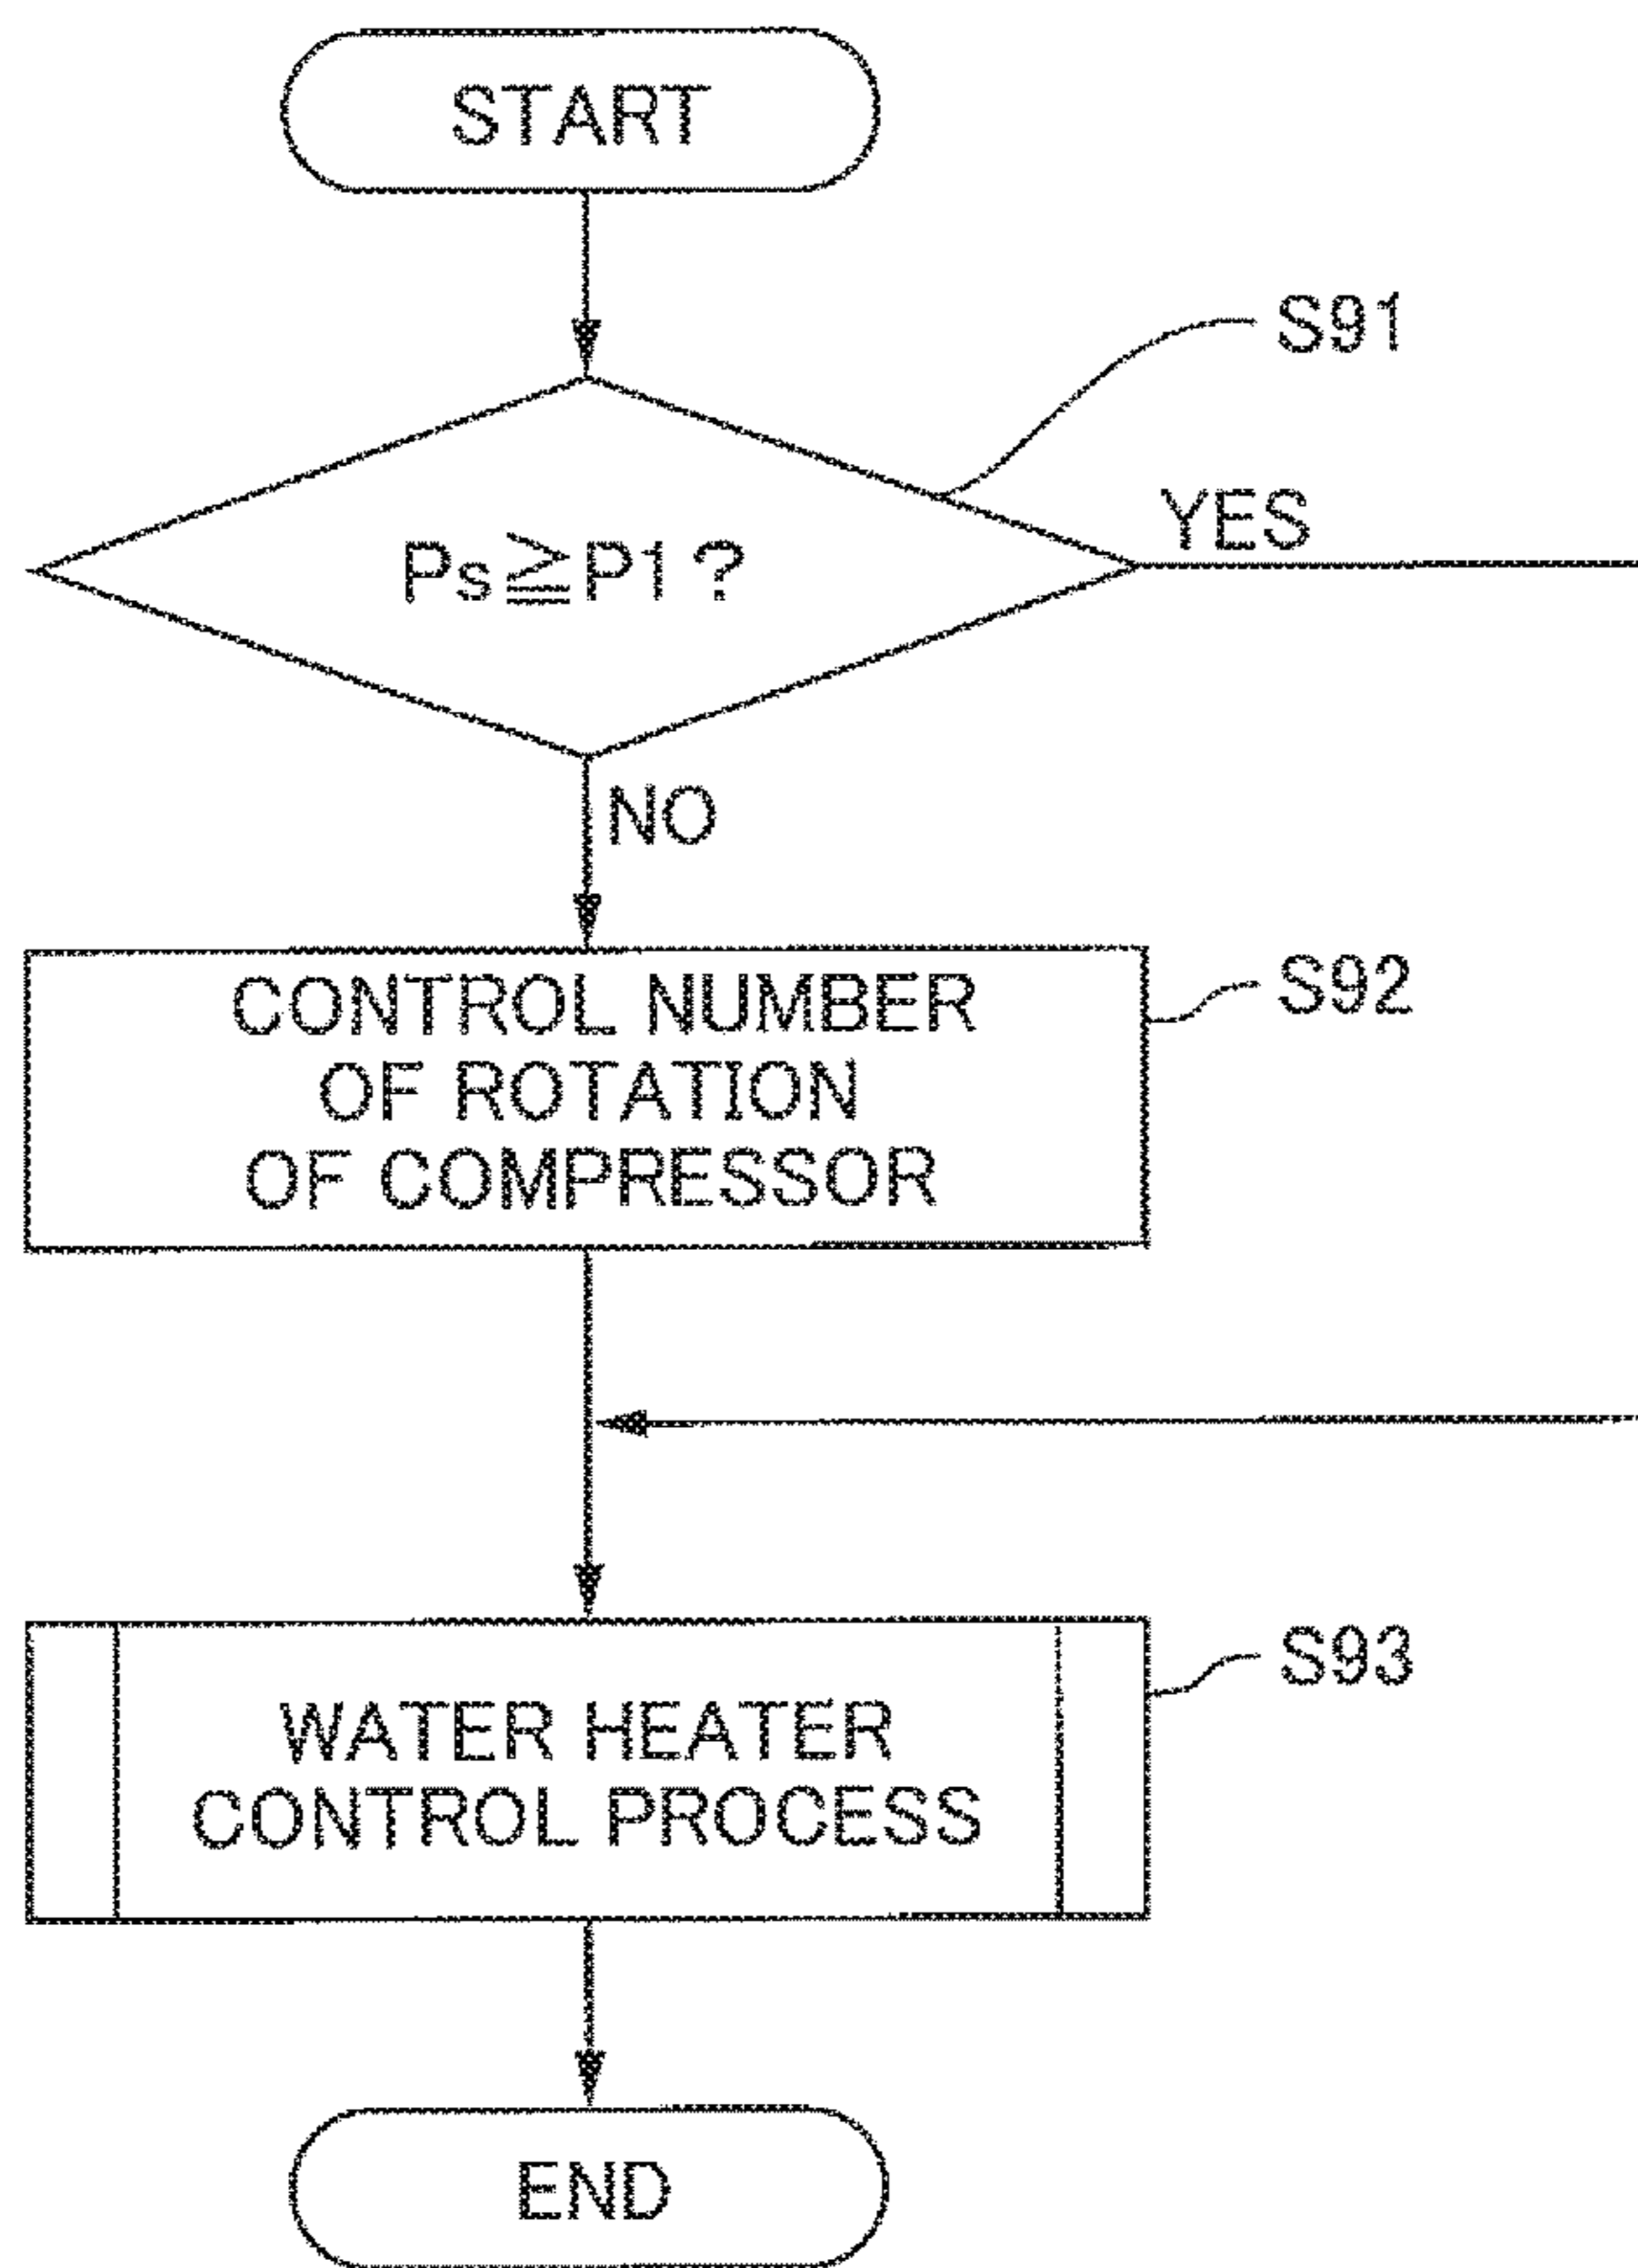 START
S91
YES
Ps≧P1?
NO
CONTROL NUMBER
OF ROTATION
OF COMPRESSOR
S92
S93
WATER HEATER
CONTROL PROCESS
END